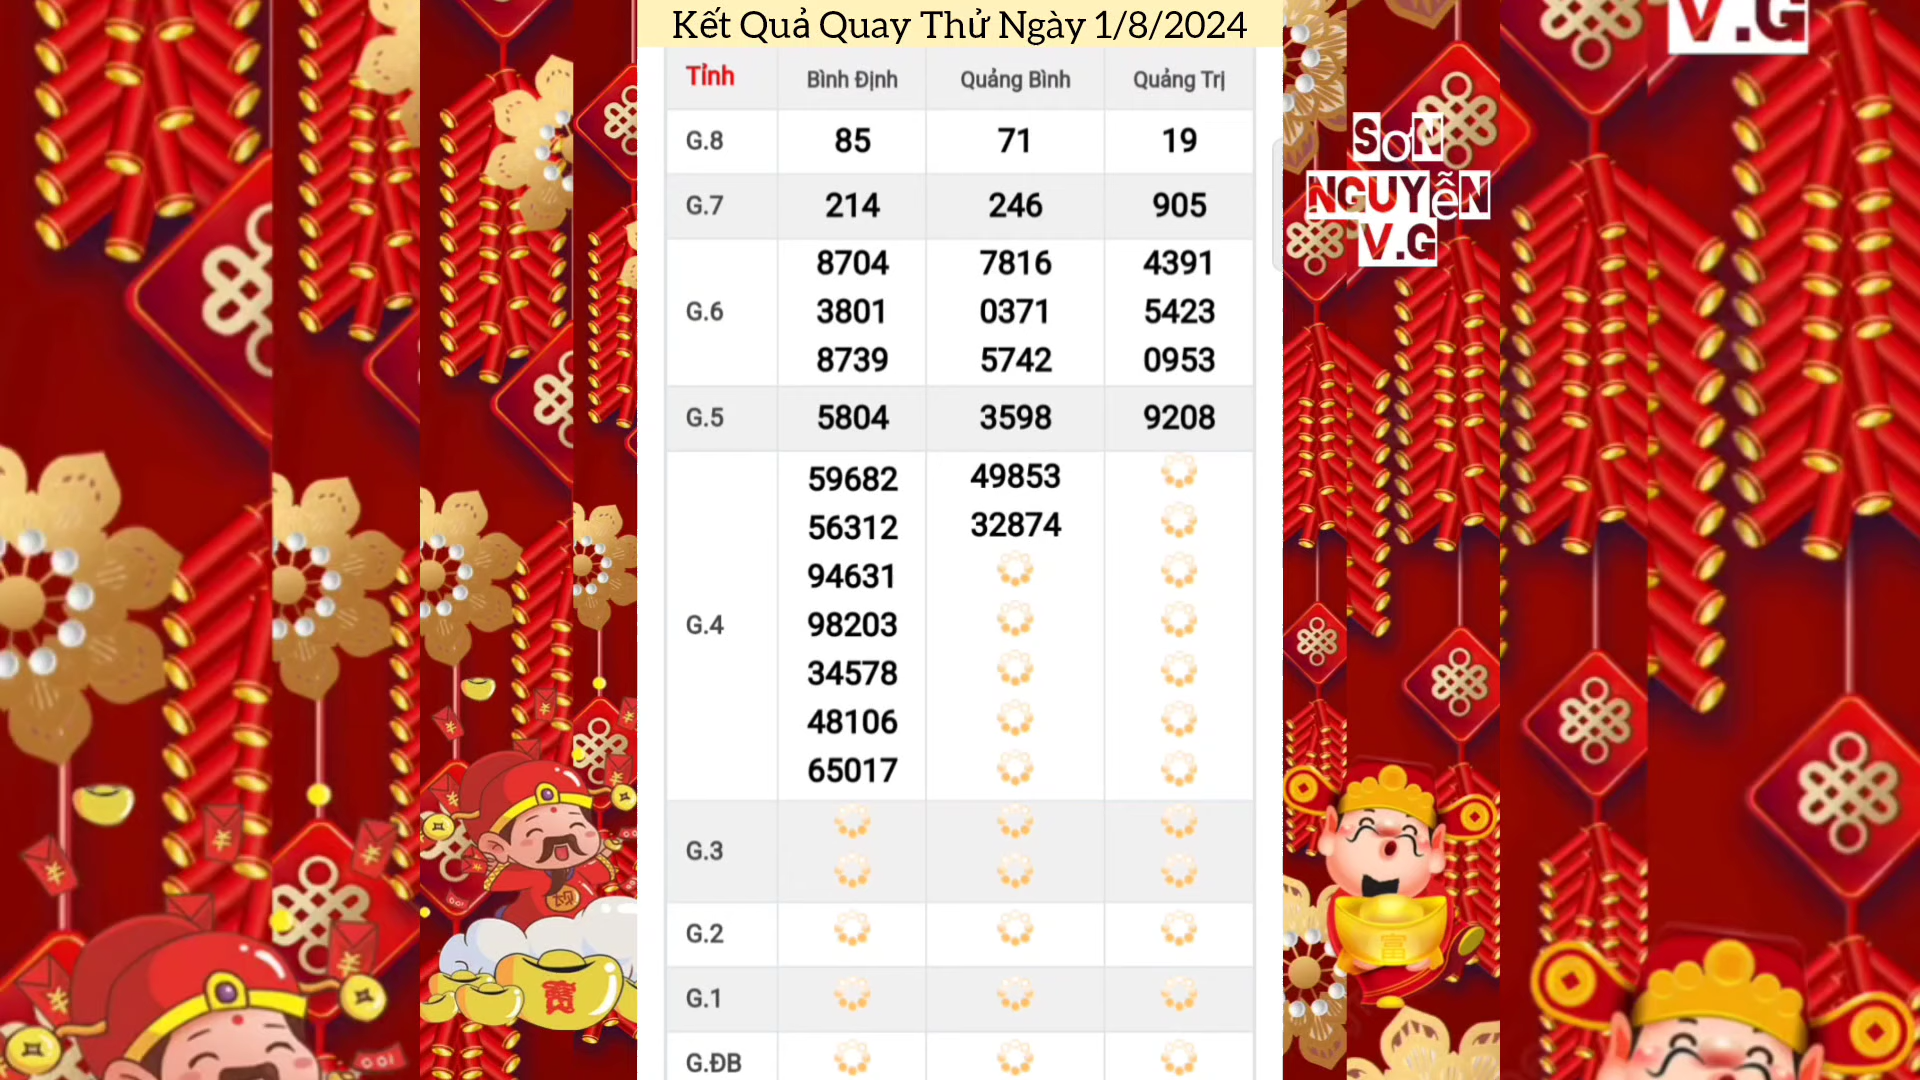 Kết Quả Quay Thử Ngày 1/8/2024
Tỉnh Bình Định Quảng Bình Quảng Trị
G.8 85 71 19
G.7 214 246 905
G.6 8704 7816 4391
3801 0371 5423
8739 5742 0953
G.5 5804 3598 9208
G.4 59682 49853
56312 32874
94631
98203
34578
48106
65017
G.3
G.2
G.1
G.ĐB
V.G
SơN
NGUYễN
V.G
寳
富